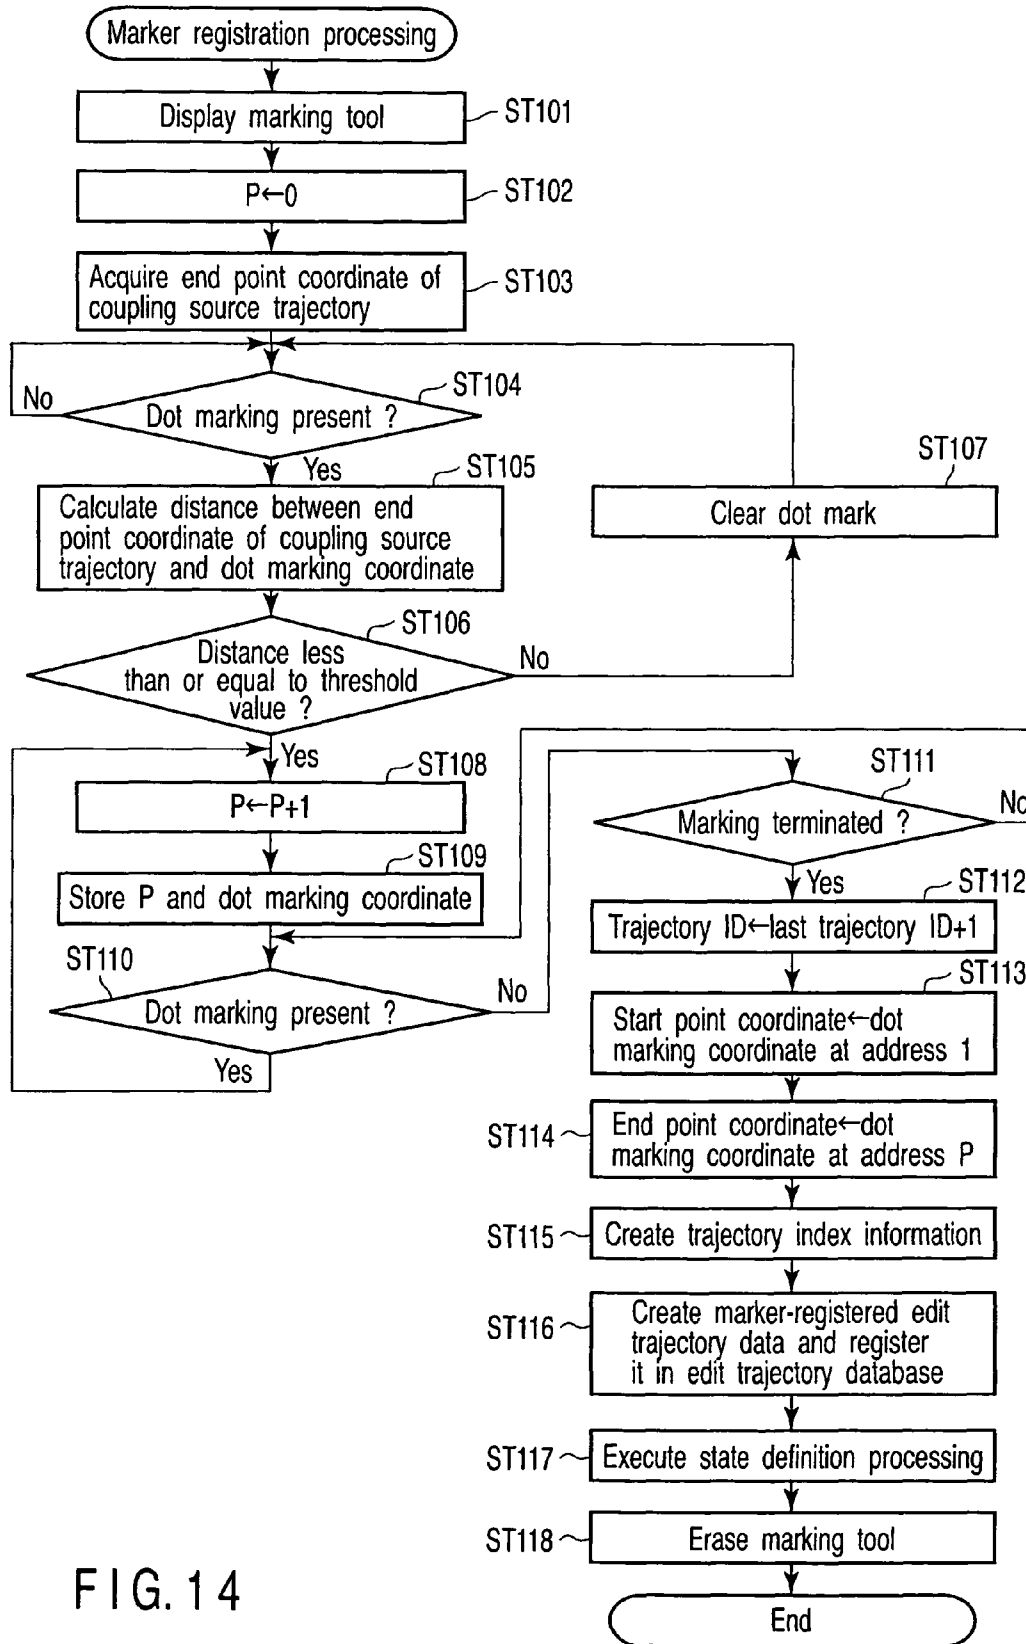 Marker registration processing
Display marking tool
ST101
P←0
ST102
Acquire end point coordinate of
coupling source trajectory
ST103
ST104
No
Dot marking present ?
Yes
ST105
Calculate distance between end
point coordinate of coupling source
trajectory and dot marking coordinate
ST107
Clear dot mark
ST106
Distance less
than or equal to threshold
value ?
No
Yes
ST108
P←P+1
ST109
Store P and dot marking coordinate
ST110
Dot marking present ?
No
Yes
ST111
Marking terminated ?
No
Yes
ST112
Trajectory ID←last trajectory ID+1
ST113
Start point coordinate←dot
marking coordinate at address 1
ST114
End point coordinate←dot
marking coordinate at address P
ST115
Create trajectory index information
ST116
Create marker-registered edit
trajectory data and register
it in edit trajectory database
ST117
Execute state definition processing
ST118
Erase marking tool
End
FIG. 14